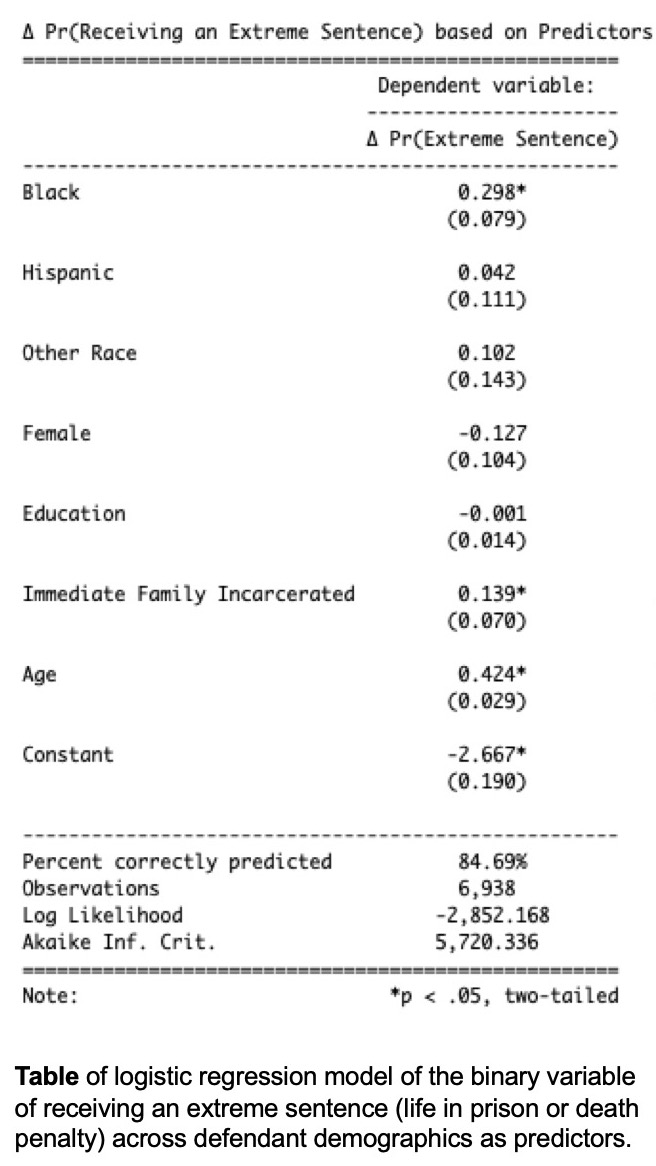 Δ Pr(Receiving an Extreme Sentence) based on Predictors
=====================================================
Dependent variable:
----------------------
Δ Pr(Extreme Sentence)
-----------------------------------------------------
Black 0.298*
(0.079)
Hispanic 0.042
(0.111)
Other Race 0.102
(0.143)
Female -0.127
(0.104)
Education -0.001
(0.014)
Immediate Family Incarcerated 0.139*
(0.070)
Age 0.424*
(0.029)
Constant -2.667*
(0.190)
-----------------------------------------------------
Percent correctly predicted 84.69%
Observations 6,938
Log Likelihood -2,852.168
Akaike Inf. Crit. 5,720.336
=====================================================
Note: *p < .05, two-tailed
Table of logistic regression model of the binary variable
of receiving an extreme sentence (life in prison or death
penalty) across defendant demographics as predictors.